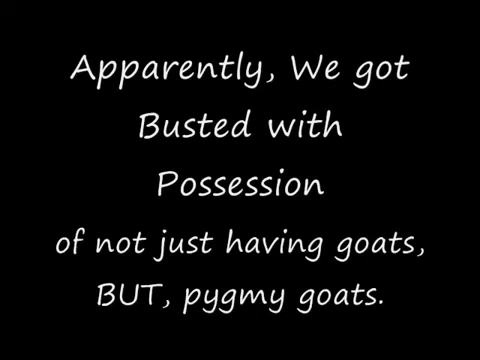 Apparently, We got
Busted with
Possession
of not just having goats,
BUT, pygmy goats.